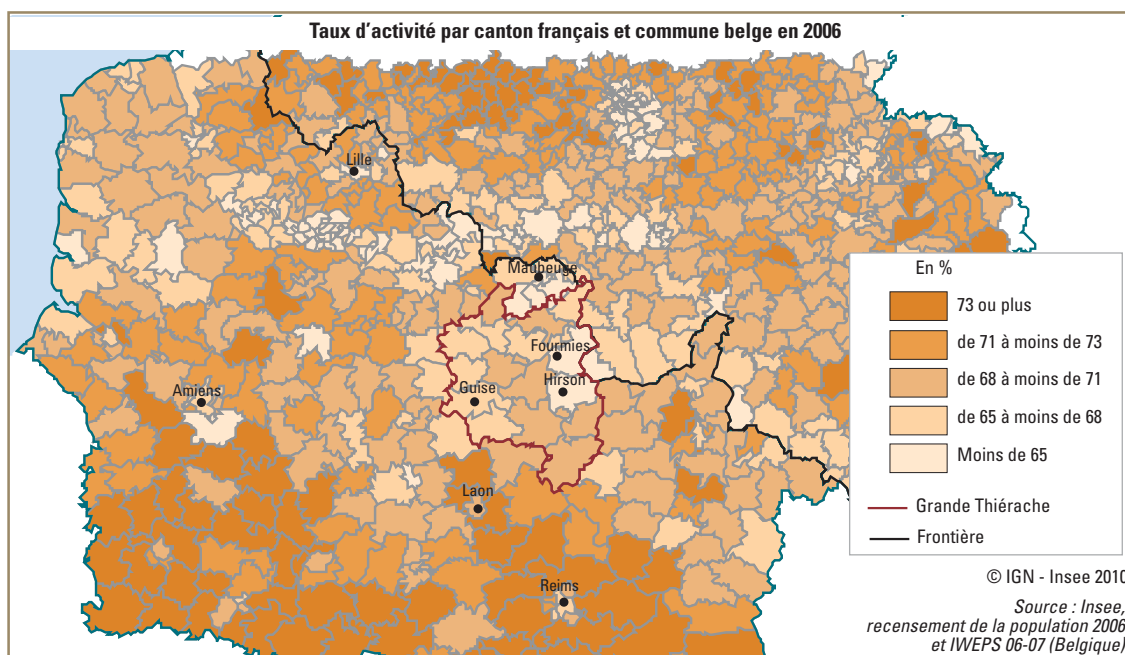 Taux d'activité par canton français et commune belge en 2006
Lille
Maubeuge
Fourmies
Hirson
Guise
Amiens
Laon
Reims
En %
73 ou plus
de 71 à moins de 73
de 68 à moins de 71
de 65 à moins de 68
Moins de 65
Grande Thiérache
Frontière
© IGN - Insee 2010
Source : Insee,
recensement de la population 2006
et IWEPS 06-07 (Belgique)